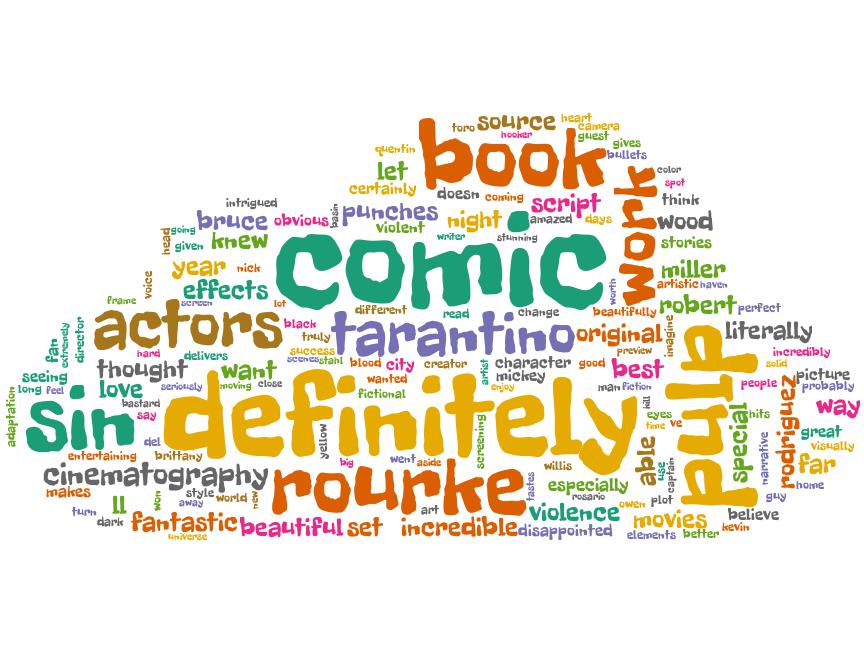 toro source heart
camera
hooker
book
guest
gives
quentin
bullets
let
certainly
color
spot
work
doesn coming
script
think
intrigued
basin
punches
night
amazed days
wood
bruce obvious
violent
writer
stunning
head
going
given
knew
comic
stories
year nick
miller
artistic haven
voice
effects
worth
screen
frame
lot
robert perfect
beautifully
different
read
change
actors
black
tarantino
original
imagine
literally
fan
extremely
director
truly
hard
delivers
success
scenes stahl
blood city
creator
artist
character
good
preview
best
incredibly
solid
thought
want
mickey
wanted
seeing
long feel
love
seriously
moving close
fictional
enjoy
man fiction
people
picture
probably
adaptation
sin
bastard
say
definitely
kill
eyes
time ve
pulp
special
hits
rodriguez
way
great
visually
del
yellow
screening
able
use
captain
narrative
far
home
entertaining
brittany
big
went aside
willis
cinematography
rourke
tastes
especially
rosario
plot
guy
makes
ll
won
style
away
world
new
art
owen
violence
turn
dark
fantastic
beautiful set
incredible
disappointed
movies
believe
kevin
universe
elements better